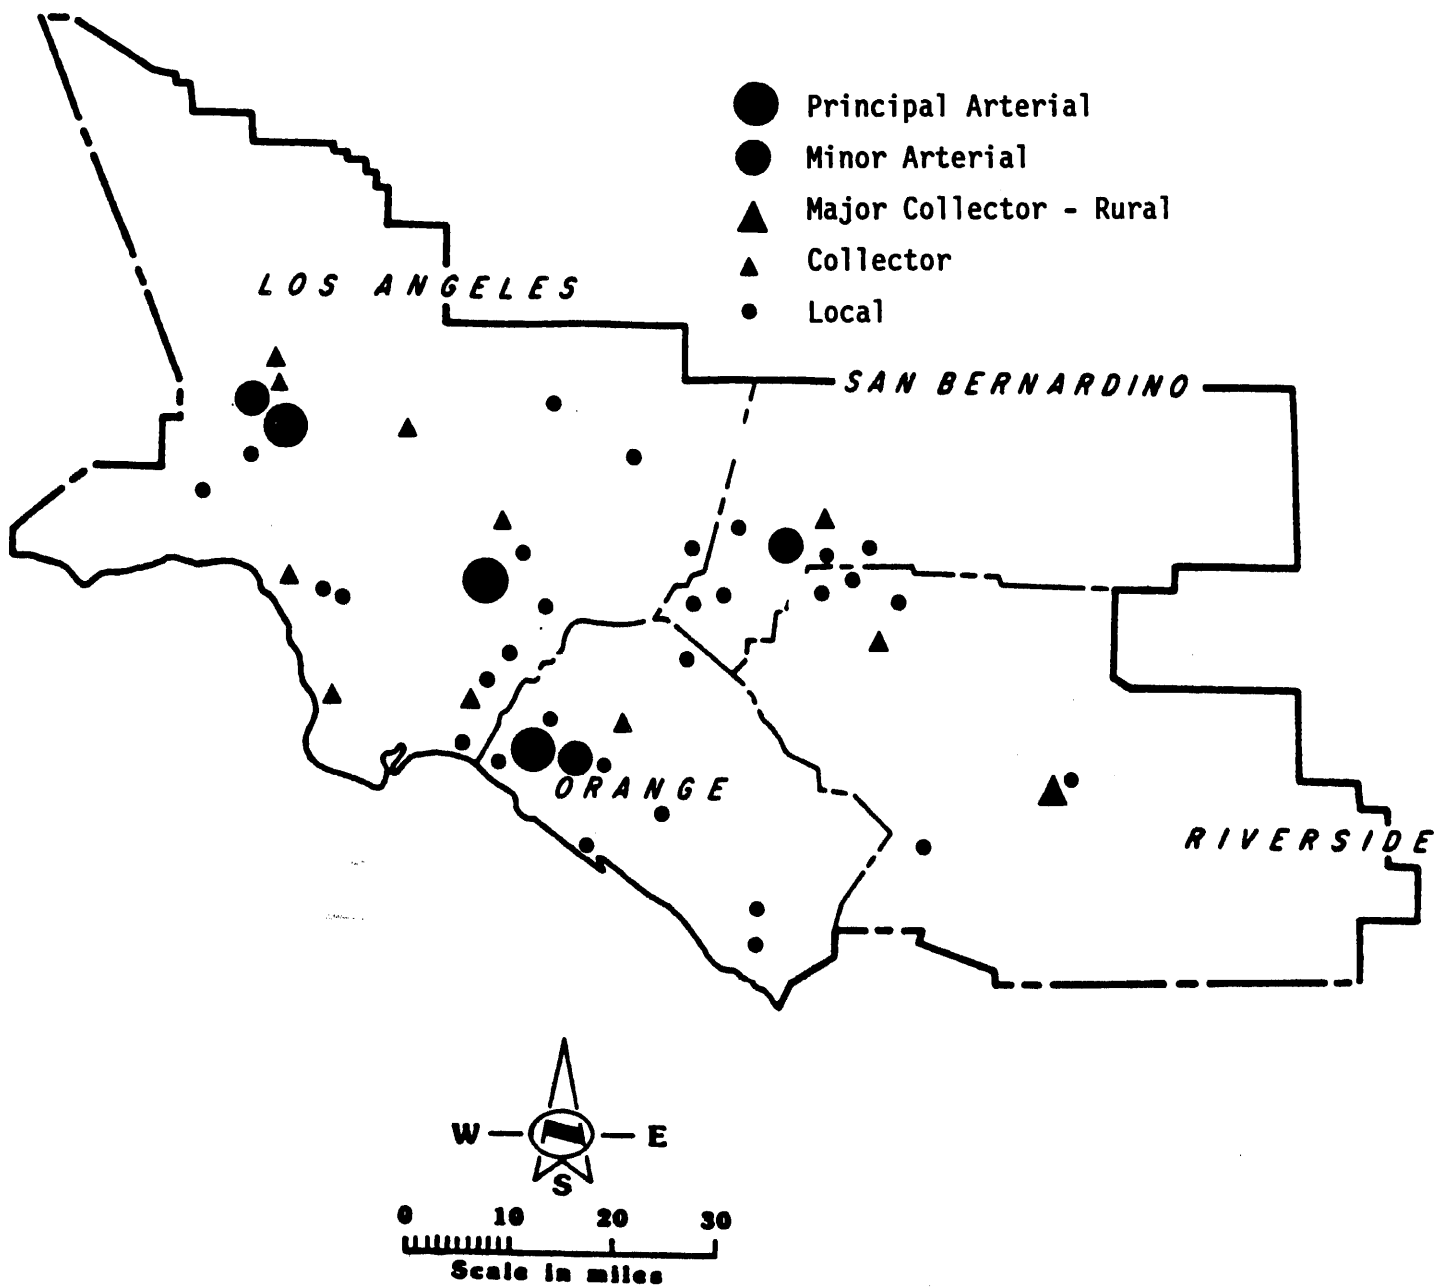 Principal Arterial
Minor Arterial
Major Collector - Rural
Collector
Local
LOS ANGELES
SAN BERNARDINO
ORANGE
RIVERSIDE
W E
S
0 10 20 30
Scale in miles